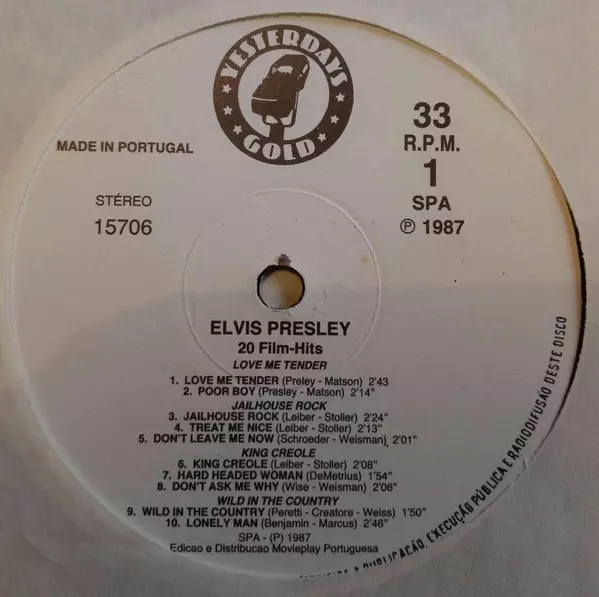 YESTERDAYS
GOLD
MADE IN PORTUGAL
STÉREO
15706
33
R.P.M.
1
SPA
℗ 1987
ELVIS PRESLEY
20 Film-Hits
LOVE ME TENDER
1. LOVE ME TENDER (Preley - Matson) 2'43
2. POOR BOY (Presley - Matson) 2'14"
JAILHOUSE ROCK
3. JAILHOUSE ROCK (Leiber - Stoller) 2'24"
4. TREAT ME NICE (Leiber - Stoller) 2'13"
5. DON'T LEAVE ME NOW (Schroeder - Weisman) 2'01"
KING CREOLE
6. KING CREOLE (Leiber - Stoller) 2'08"
7. HARD HEADED WOMAN (DeMetrius) 1'54"
8. DON'T ASK ME WHY (Wise - Weisman) 2'06"
WILD IN THE COUNTRY
9. WILD IN THE COUNTRY (Peretti - Creatore - Weiss) 1'50"
10. LONELY MAN (Benjamin - Marcus) 2'46"
SPA - (P) 1987
Edicao e Distribucao Movieplay Portuguesa
A PUBLICAÇÃO, EXECUÇÃO PÚBLICA E RADIODIFUSÃO DESTE DISCO